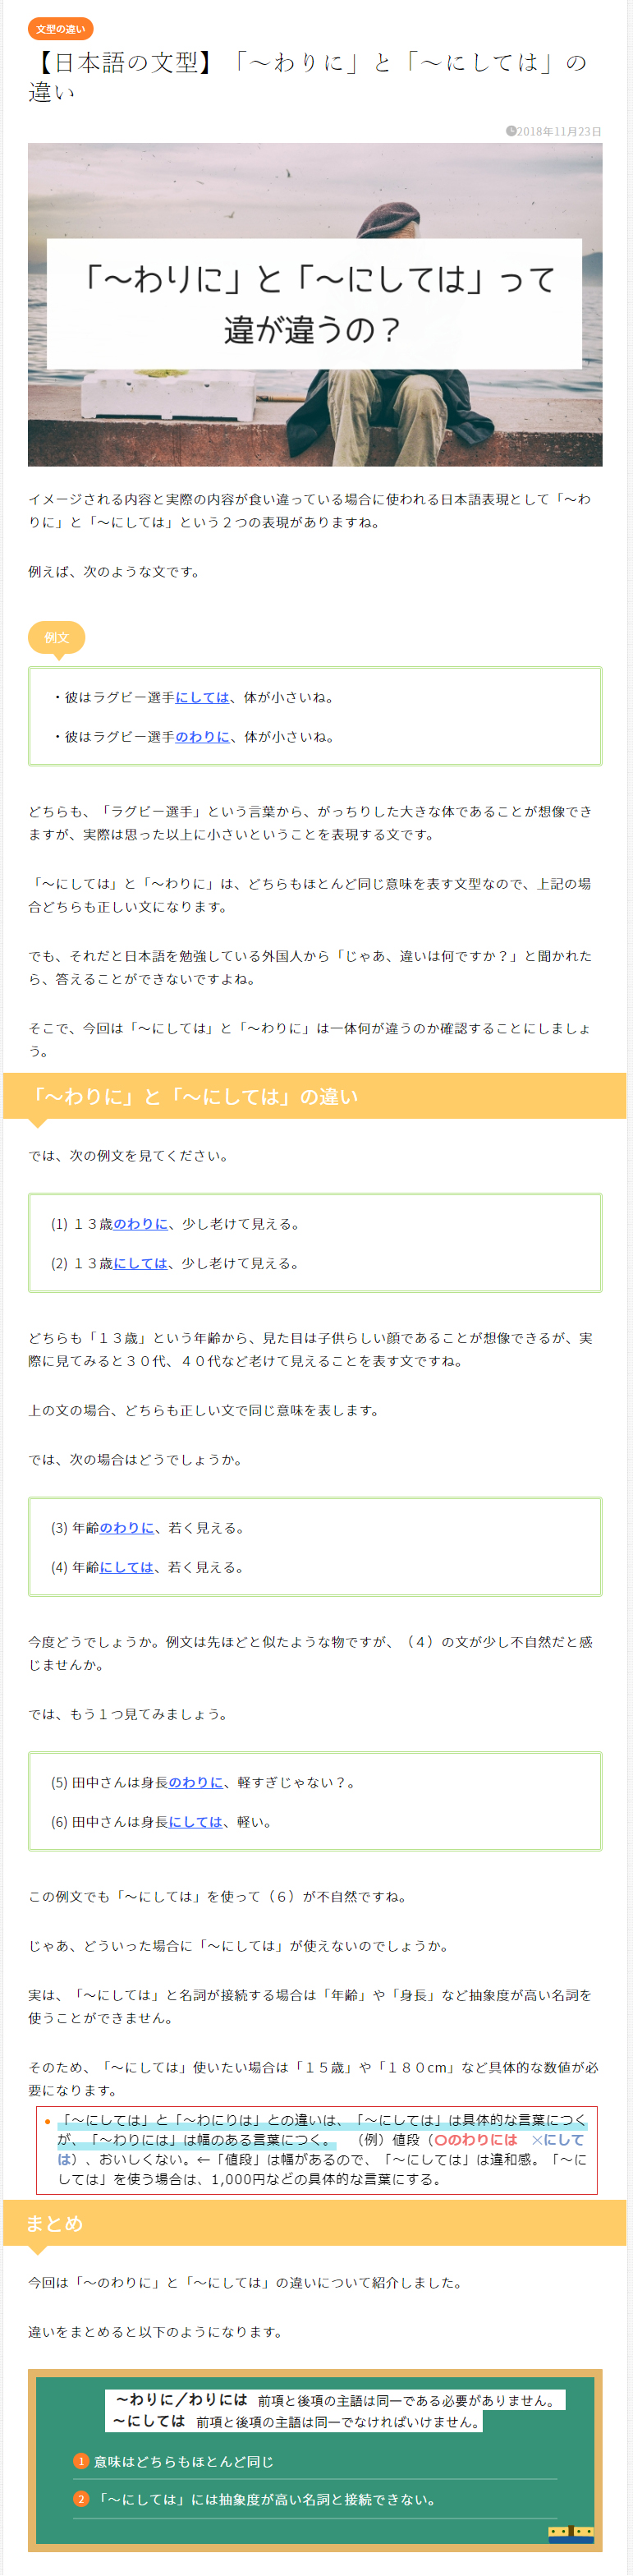 文型の違い
【日本語の文型】「～わりに」と「～にしては」の
違い
2018年11月23日
「～わりに」と「～にしては」って
違が違うの？
イメージされる内容と実際の内容が食い違っている場合に使われる日本語表現として「～わ
りに」と「～にしては」という２つの表現がありますね。
例えば、次のような文です。
例文
・彼はラグビー選手にしては、体が小さいね。
・彼はラグビー選手のわりに、体が小さいね。
どちらも、「ラグビー選手」という言葉から、がっちりした大きな体であることが想像でき
ますが、実際は思った以上に小さいということを表現する文です。
「～にしては」と「～わりに」は、どちらもほとんど同じ意味を表す文型なので、上記の場
合どちらも正しい文になります。
でも、それだと日本語を勉強している外国人から「じゃあ、違いは何ですか？」と聞かれた
ら、答えることができないですよね。
そこで、今回は「～にしては」と「～わりに」は一体何が違うのか確認することにしましょ
う。
「～わりに」と「～にしては」の違い
では、次の例文を見てください。
(1) １３歳のわりに、少し老けて見える。
(2) １３歳にしては、少し老けて見える。
どちらも「１３歳」という年齢から、見た目は子供らしい顔であることが想像できるが、実
際に見てみると３０代、４０代など老けて見えることを表す文ですね。
上の文の場合、どちらも正しい文で同じ意味を表します。
では、次の場合はどうでしょうか。
(3) 年齢のわりに、若く見える。
(4) 年齢にしては、若く見える。
今度どうでしょうか。例文は先ほどと似たような物ですが、（４）の文が少し不自然だと感
じませんか。
では、もう１つ見てみましょう。
(5) 田中さんは身長のわりに、軽すぎじゃない？。
(6) 田中さんは身長にしては、軽い。
この例文でも「～にしては」を使って（６）が不自然ですね。
じゃあ、どういった場合に「～にしては」が使えないのでしょうか。
実は、「～にしては」と名詞が接続する場合は「年齢」や「身長」など抽象度が高い名詞を
使うことができません。
そのため、「～にしては」使いたい場合は「１５歳」や「１８０cm」など具体的な数値が必
要になります。
「～にしては」と「～わにりは」との違いは、「～にしては」は具体的な言葉につく
が、「～わりには」は幅のある言葉につく。 （例）値段（〇のわりには ×にして
は）、おいしくない。←「値段」は幅があるので、「～にしては」は違和感。「～に
しては」を使う場合は、1,000円などの具体的な言葉にする。
まとめ
今回は「～のわりに」と「～にしては」の違いについて紹介しました。
違いをまとめると以下のようになります。
～わりに／わりには 前項と後項の主語は同一である必要がありません。
～にしては 前項と後項の主語は同一でなければいけません。
1 意味はどちらもほとんど同じ
2 「～にしては」には抽象度が高い名詞と接続できない。